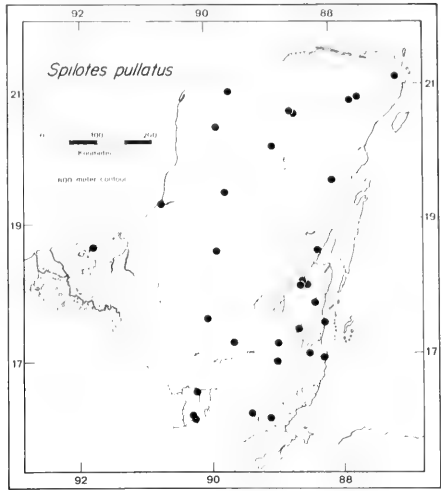 92 90 88
Spilotes pullatus
21 21
0 100 200
Kilometers
600 meter contour
19 19
17 17
92 90 88